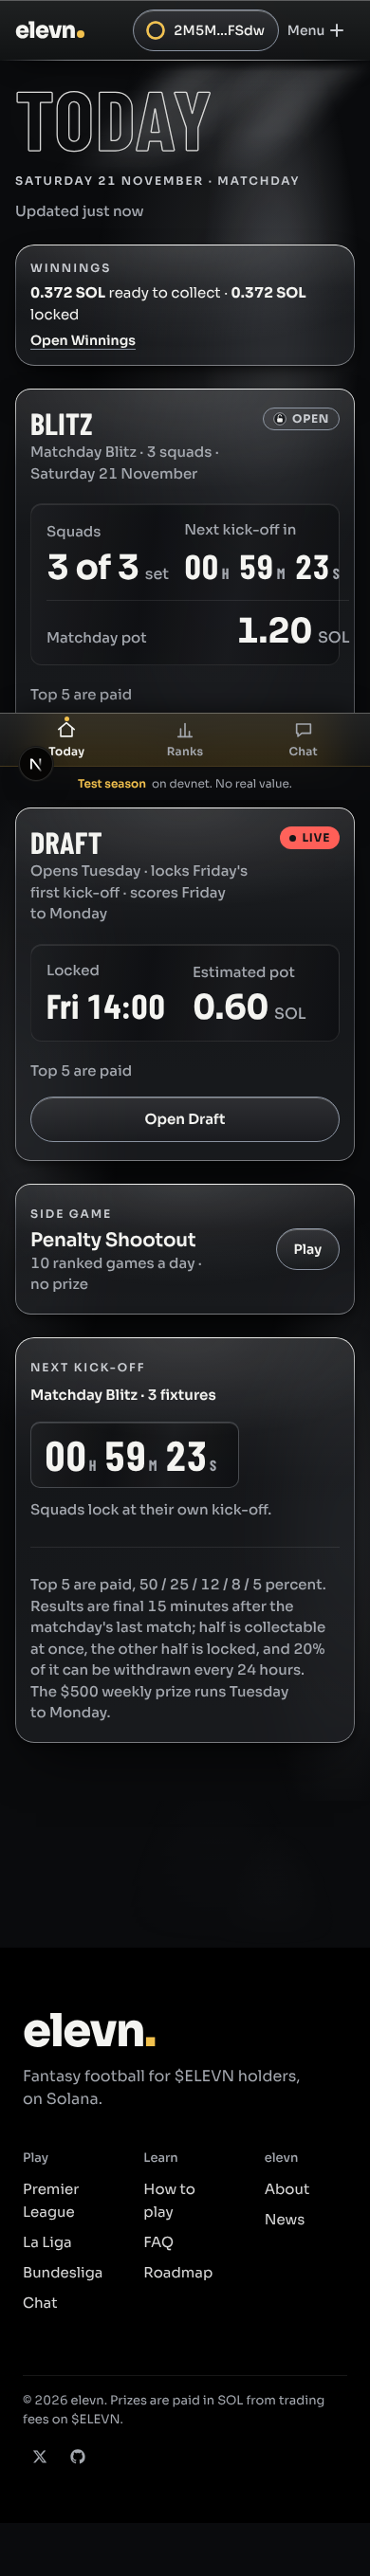 elevn.
2M5M...FSdw
Menu +
TODAY
SATURDAY 21 NOVEMBER · MATCHDAY
Updated just now
WINNINGS
0.372 SOL ready to collect · 0.372 SOL
locked
Open Winnings
BLITZ
OPEN
Matchday Blitz · 3 squads ·
Saturday 21 November
Squads
Next kick-off in
3 of 3 set
00 H 59 M 23 S
Matchday pot
1.20 SOL
Top 5 are paid
Today
Ranks
Chat
N
Test season on devnet. No real value.
DRAFT
LIVE
Opens Tuesday · locks Friday's
first kick-off · scores Friday
to Monday
Locked
Estimated pot
Fri 14:00
0.60 SOL
Top 5 are paid
Open Draft
SIDE GAME
Penalty Shootout
10 ranked games a day ·
no prize
Play
NEXT KICK-OFF
Matchday Blitz · 3 fixtures
00 H 59 M 23 S
Squads lock at their own kick-off.
Top 5 are paid, 50 / 25 / 12 / 8 / 5 percent.
Results are final 15 minutes after the
matchday's last match; half is collectable
at once, the other half is locked, and 20%
of it can be withdrawn every 24 hours.
The $500 weekly prize runs Tuesday
to Monday.
elevn.
Fantasy football for $ELEVN holders,
on Solana.
Play
Learn
elevn
Premier
League
How to
play
About
La Liga
FAQ
News
Bundesliga
Roadmap
Chat
© 2026 elevn. Prizes are paid in SOL from trading
fees on $ELEVN.